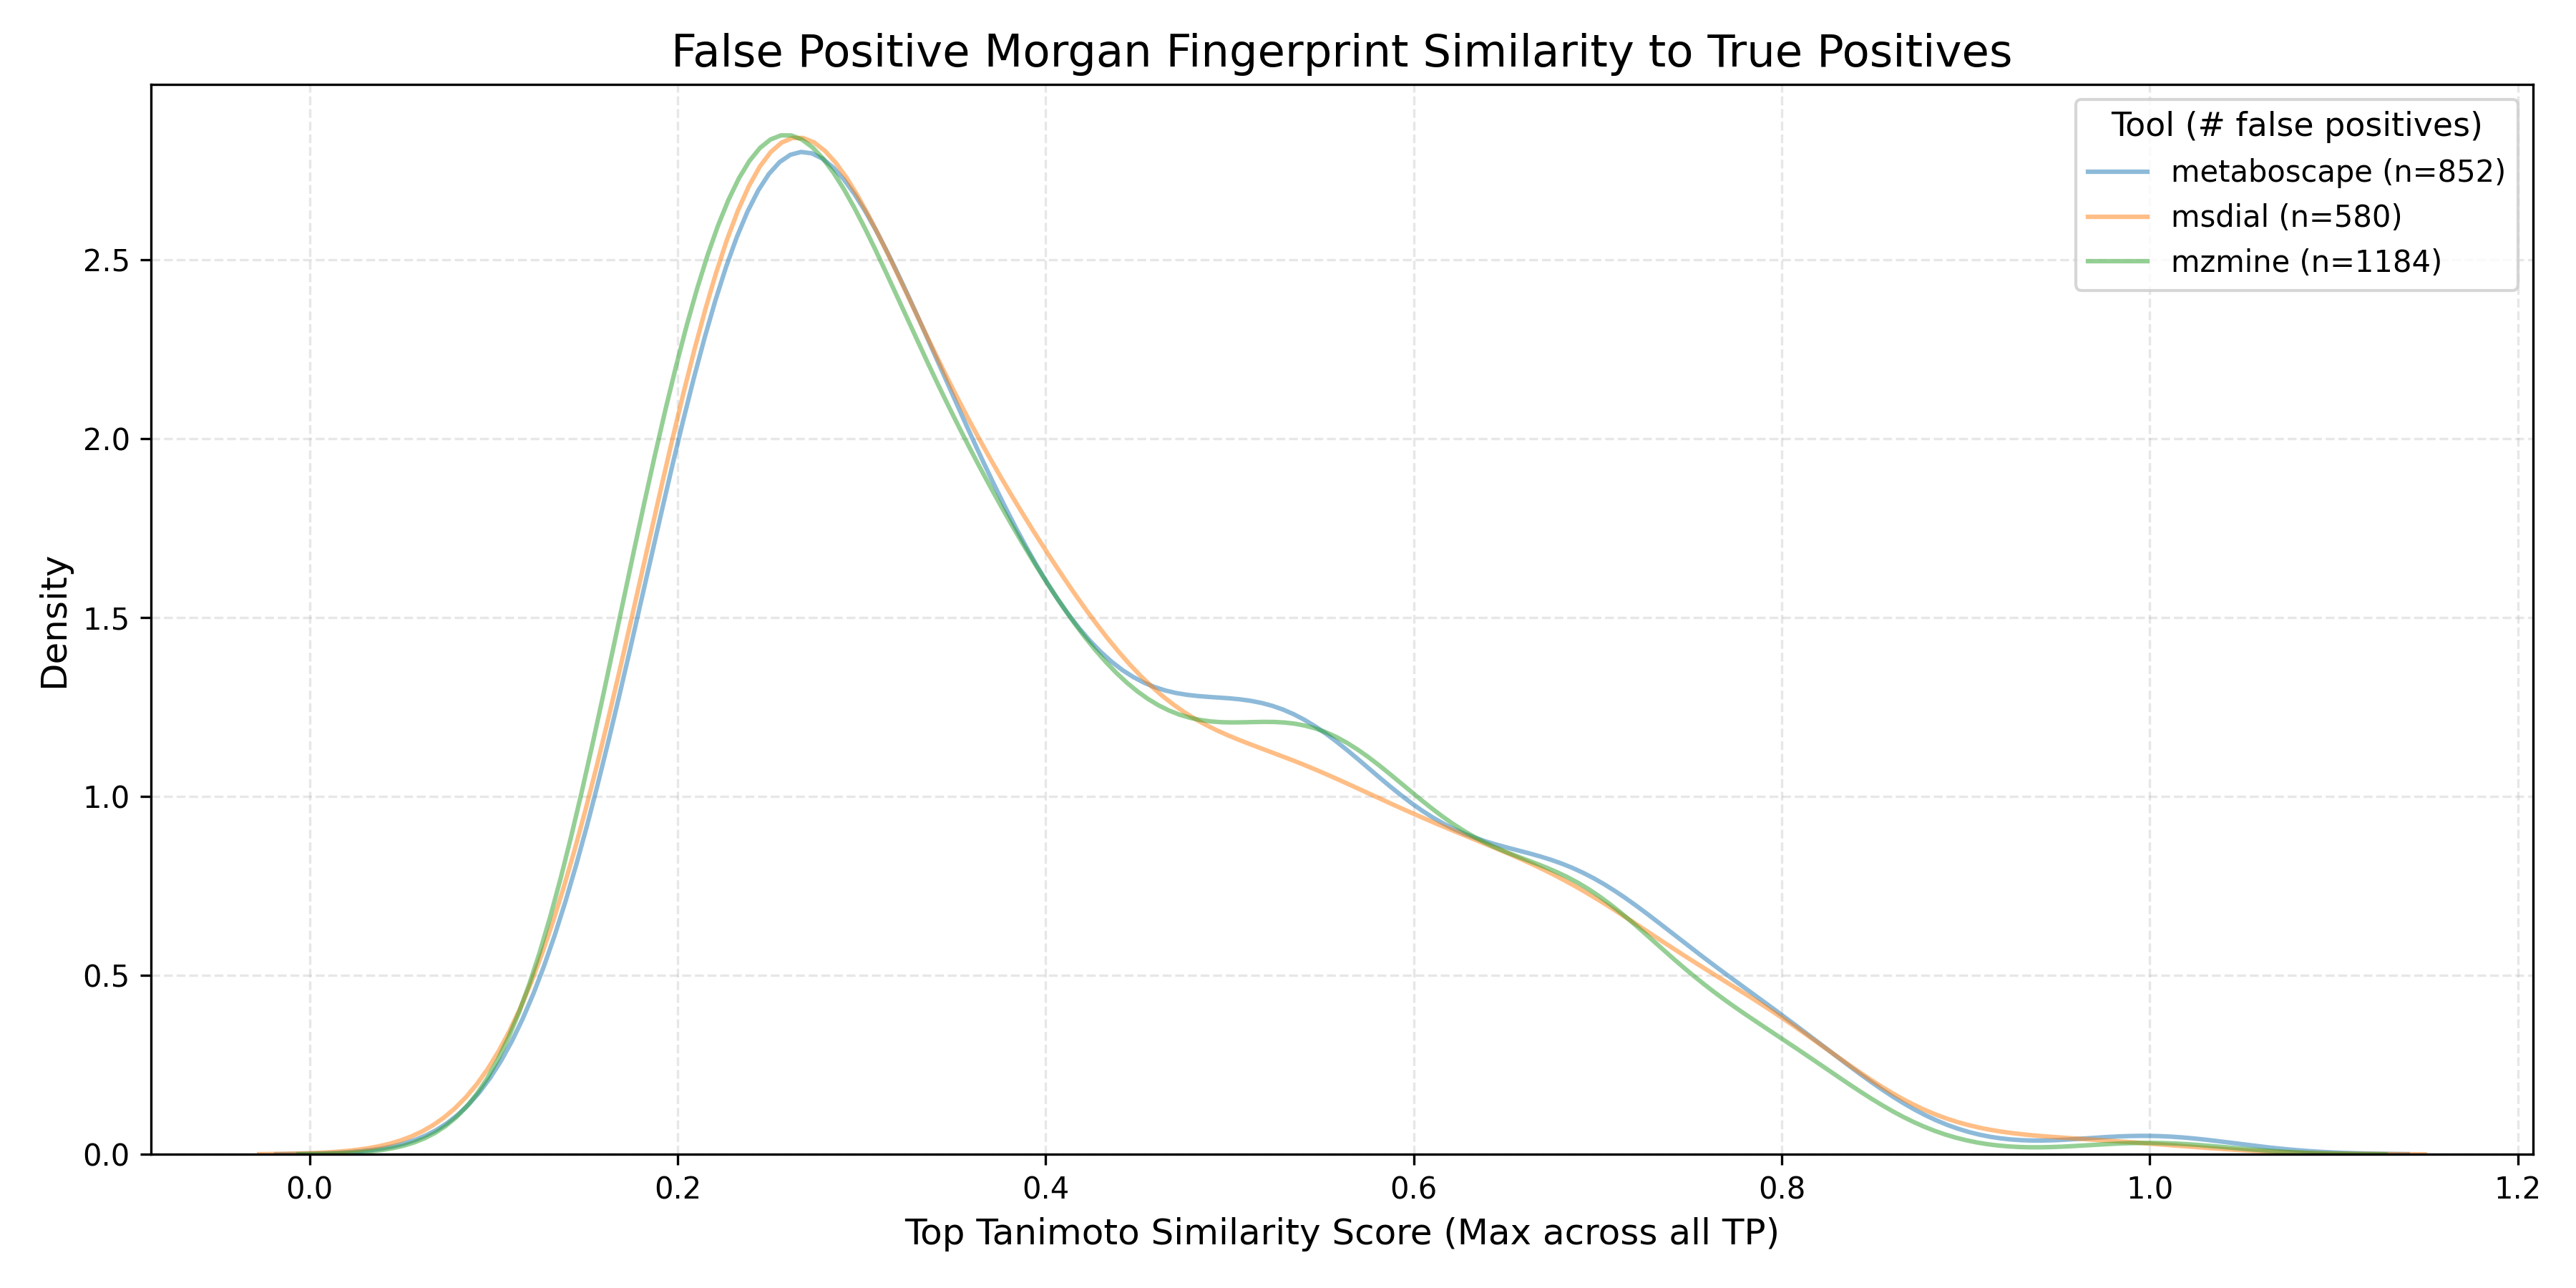 False Positive Morgan Fingerprint Similarity to True Positives
Tool (# false positives)
metaboscape (n=852)
msdial (n=580)
mzmine (n=1184)
Density
2.5
2.0
1.5
1.0
0.5
0.0
0.0 0.2 0.4 0.6 0.8 1.0 1.2
Top Tanimoto Similarity Score (Max across all TP)